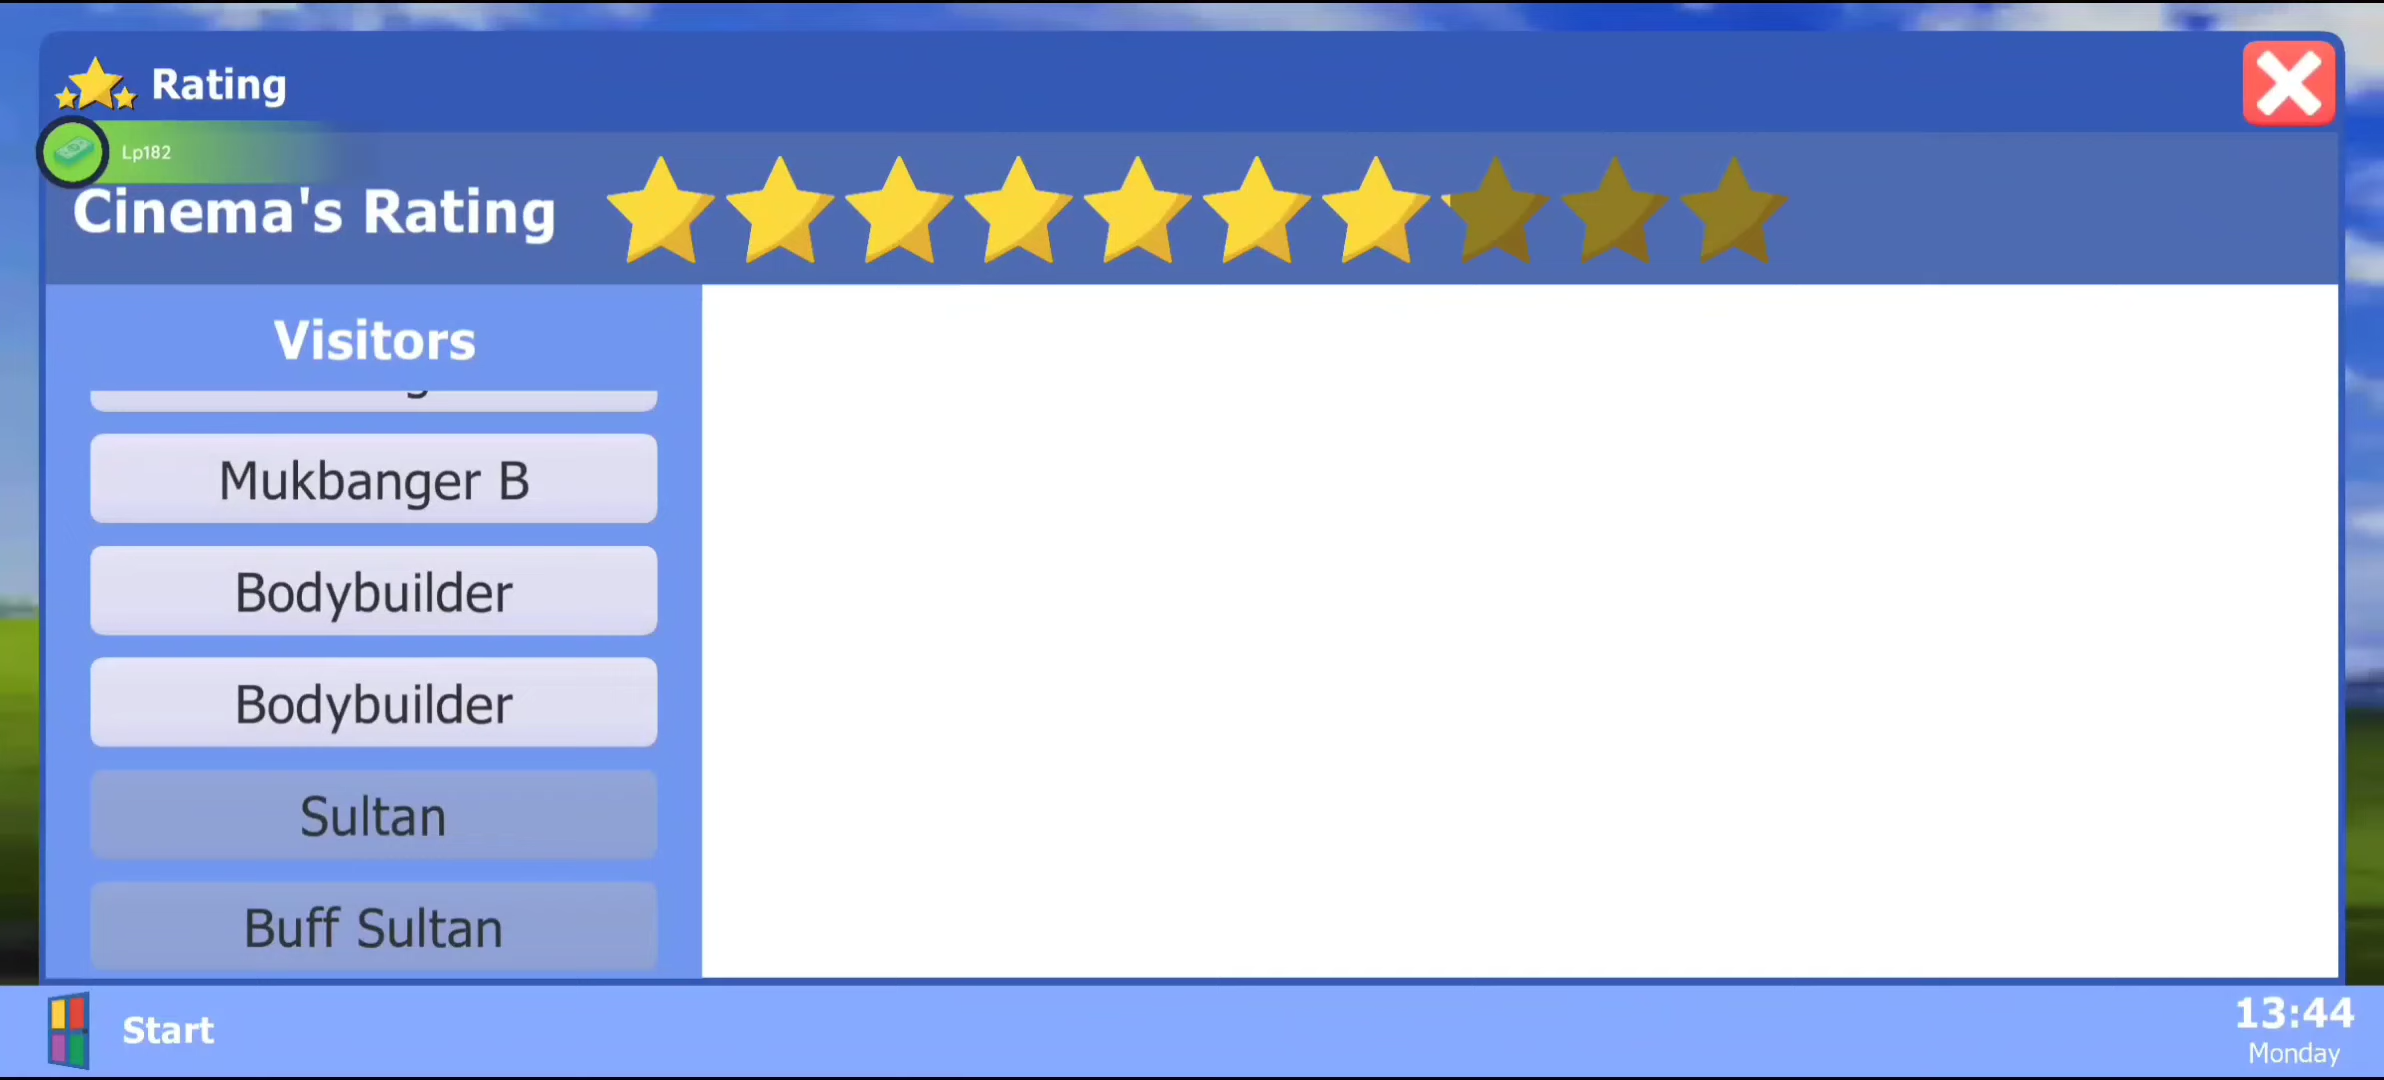 Rating
Lp182
Cinema's Rating
Visitors
Mukbanger B
Bodybuilder
Bodybuilder
Sultan
Buff Sultan
Start
13:44
Monday